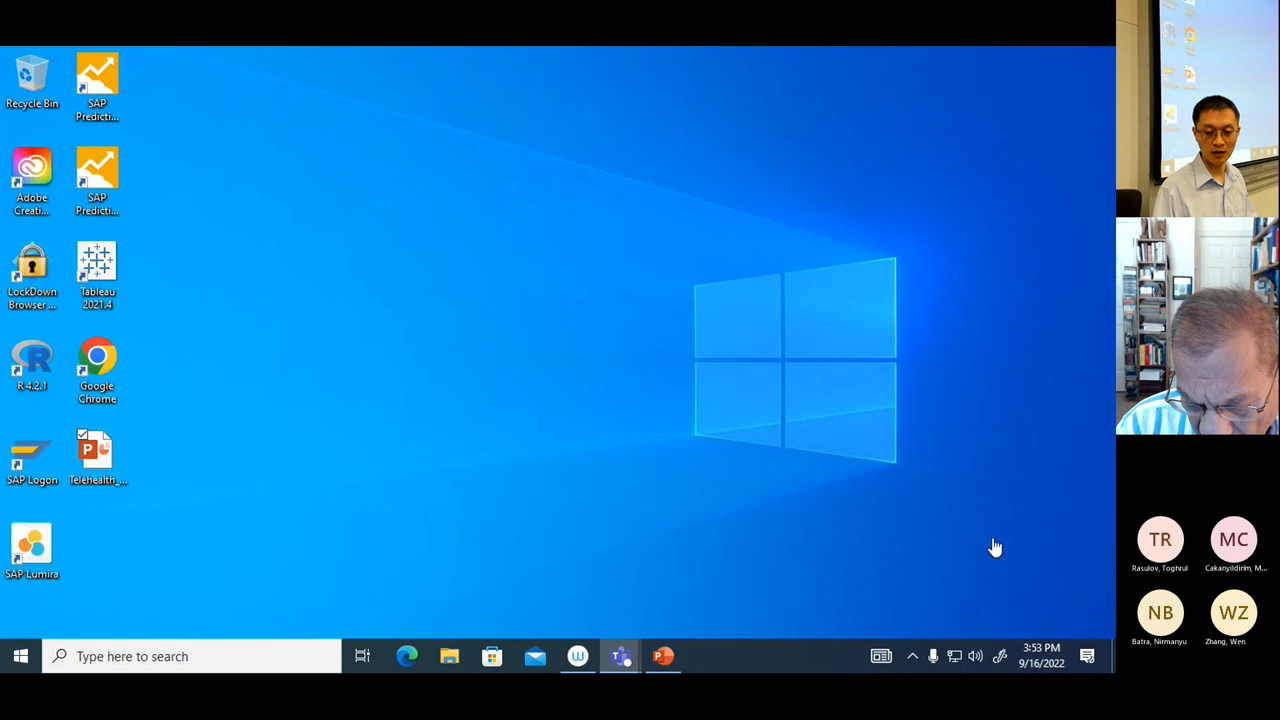 Recycle Bin
SAP
Predicti...
Adobe
Creati...
SAP
Predicti...
LockDown
Browser ...
Tableau
2021.4
R 4.2.1
Google
Chrome
SAP Logon
Telehealth_...
SAP Lumira
TR
MC
Rasulov, Toghrul
Cakanyildirim, M...
NB
WZ
Batra, Nirmanyu
Zhang, Wen
Type here to search
3:53 PM
9/16/2022